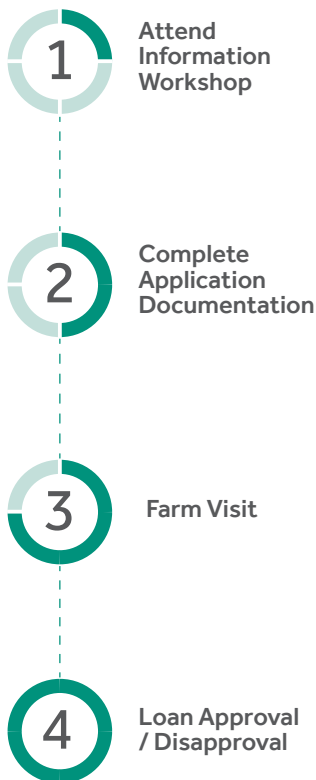 1
Attend
Information
Workshop
2
Complete
Application
Documentation
3
Farm Visit
4
Loan Approval
/ Disapproval